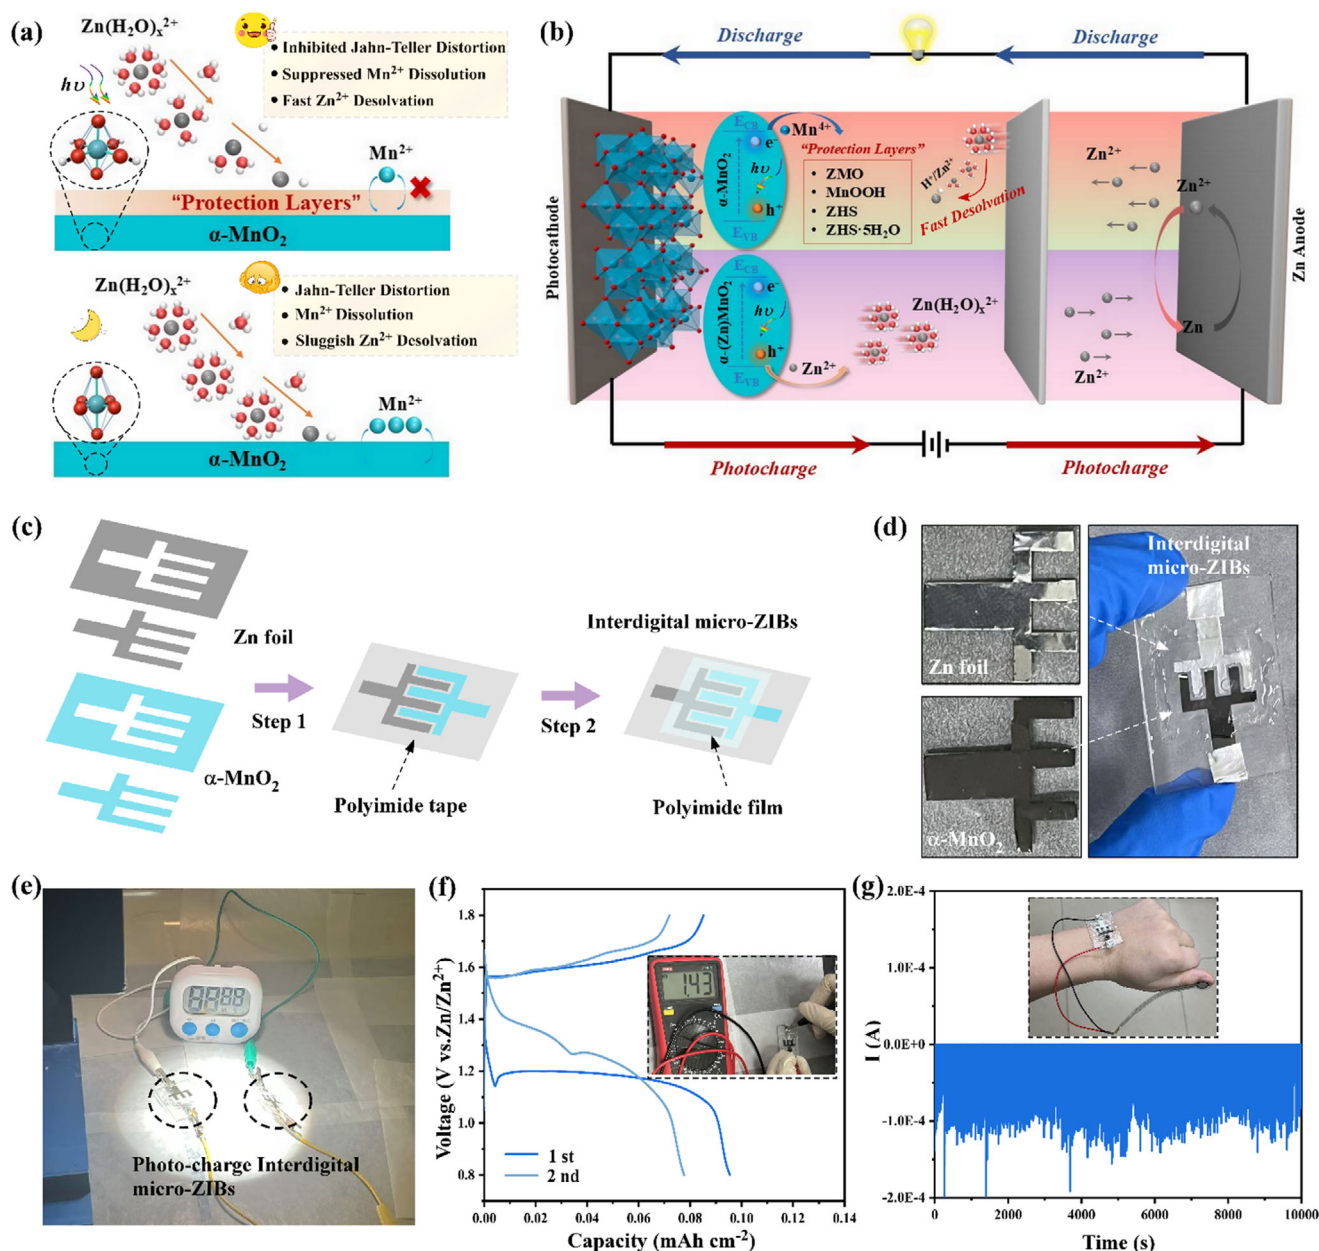 (a)
Zn(H₂O)ₓ²⁺
hυ
• Inhibited Jahn-Teller Distortion
• Suppressed Mn²⁺ Dissolution
• Fast Zn²⁺ Desolvation
Mn²⁺
“Protection Layers”
α-MnO₂
Zn(H₂O)ₓ²⁺
• Jahn-Teller Distortion
• Mn²⁺ Dissolution
• Sluggish Zn²⁺ Desolvation
Mn²⁺
α-MnO₂
(b)
Discharge
Discharge
Photocathode
α-MnO₂
E_CB
e⁻
hυ
h⁺
E_VB
Mn⁴⁺
“Protection Layers”
• ZMO
• MnOOH
• ZHS
• ZHS·5H₂O
H⁺/Zn²⁺
Fast Desolvation
Zn²⁺
Zn²⁺
Zn
Zn Anode
α-(Zn)MnO₂
E_CB
e⁻
hυ
h⁺
E_VB
Zn²⁺
Zn(H₂O)ₓ²⁺
Zn²⁺
Photocharge
Photocharge
(c)
Zn foil
α-MnO₂
Step 1
Polyimide tape
Step 2
Interdigital micro-ZIBs
Polyimide film
(d)
Zn foil
α-MnO₂
Interdigital
micro-ZIBs
(e)
Photo-charge Interdigital
micro-ZIBs
(f)
Voltage (V vs.Zn/Zn²⁺)
1.8
1.6
1.4
1.2
1.0
0.8
1.43
1 st
2 nd
0.00 0.02 0.04 0.06 0.08 0.10 0.12 0.14
Capacity (mAh cm⁻²)
(g)
I (A)
2.0E-4
1.0E-4
0.0E+0
-1.0E-4
-2.0E-4
0 2000 4000 6000 8000 10000
Time (s)